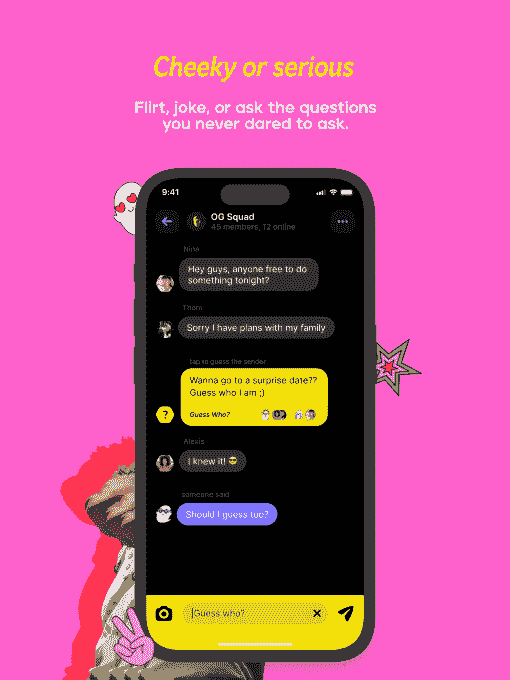 Cheeky or serious
Flirt, joke, or ask the questions
you never dared to ask.
9:41
OG Squad
45 members, 12 online
Nina
Hey guys, anyone free to do
something tonight?
Thom
Sorry I have plans with my family
tap to guess the sender
Wanna go to a surprise date??
Guess who I am ;)
?
Guess Who?
Alexis
I knew it! 😎
someone said
Should I guess too?
Guess who?